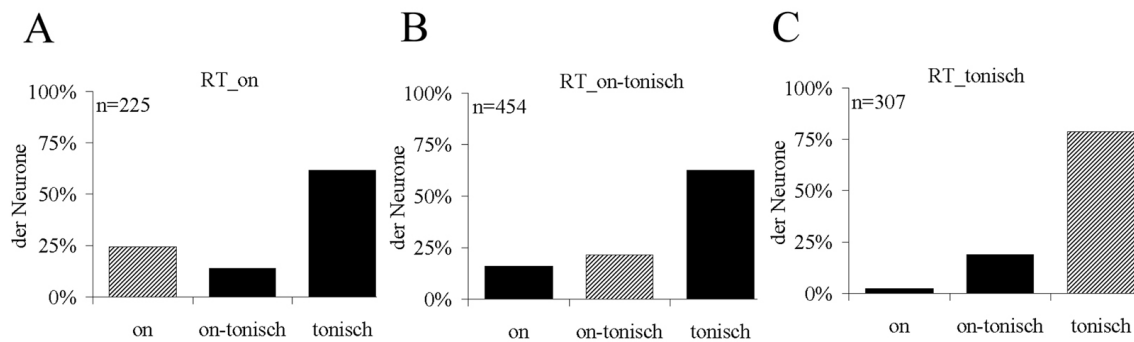 A
RT_on
n=225
100%
75%
50%
25%
0%
der Neurone
on
on-tonisch
tonisch
B
RT_on-tonisch
n=454
100%
75%
50%
25%
0%
der Neurone
on
on-tonisch
tonisch
C
RT_tonisch
n=307
100%
75%
50%
25%
0%
der Neurone
on
on-tonisch
tonisch